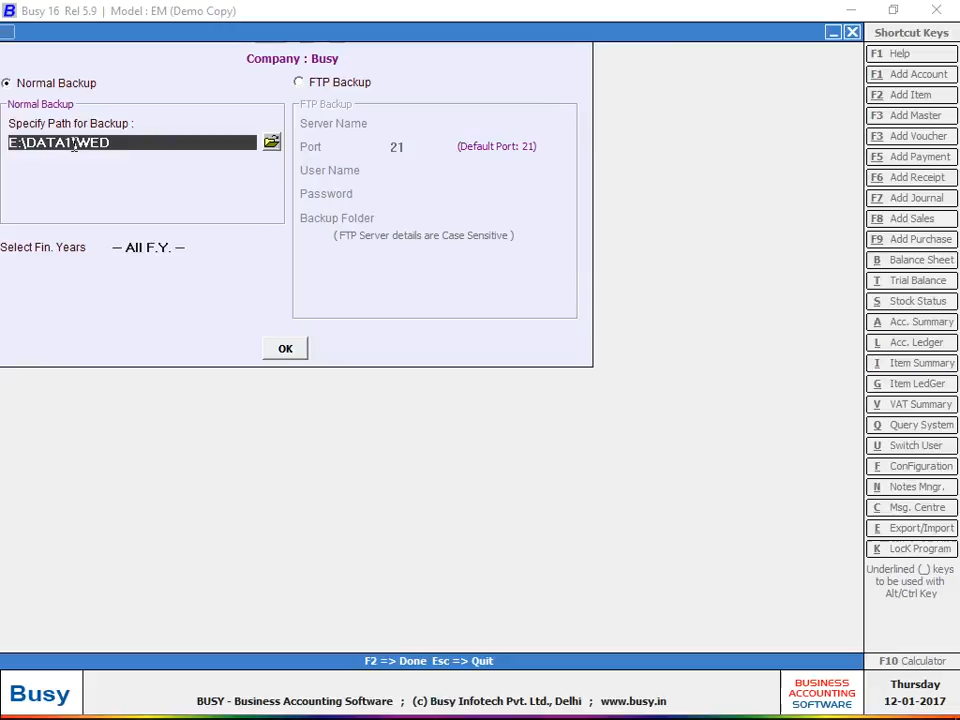 Busy 16 Rel 5.9 | Model : EM (Demo Copy)
Company : Busy
Normal Backup
FTP Backup
Normal Backup
Specify Path for Backup :
E:\DATA1\WED
FTP Backup
Server Name
Port 21 (Default Port: 21)
User Name
Password
Backup Folder
( FTP Server details are Case Sensitive )
Select Fin. Years -- All F.Y. --
OK
Shortcut Keys
F1 Help
F1 Add Account
F2 Add Item
F3 Add Master
F3 Add Voucher
F5 Add Payment
F6 Add Receipt
F7 Add Journal
F8 Add Sales
F9 Add Purchase
B Balance Sheet
T Trial Balance
S Stock Status
A Acc. Summary
L Acc. Ledger
I Item Summary
G Item LedGer
V VAT Summary
Q Query System
U Switch User
F ConFiguration
N Notes Mngr.
C Msg. Centre
E Export/Import
K LocK Program
Underlined (_) keys
to be used with
Alt/Ctrl Key
F2 => Done Esc => Quit
F10 Calculator
Busy
BUSY - Business Accounting Software ; (c) Busy Infotech Pvt. Ltd., Delhi ; www.busy.in
BUSINESS
ACCOUNTING
SOFTWARE
Thursday
12-01-2017